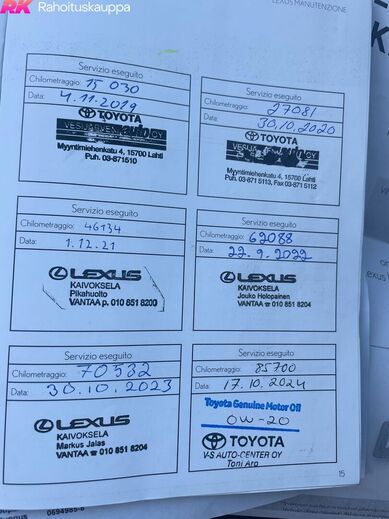 RK Rahoituskauppa
LEXUS MANUTENZIONE
Servizio eseguito
Chilometraggio: 15 030
Data: 4.11.2019
TOYOTA
Myyntimiehenkatu 4, 15700 Lahti
Puh. 03-871510
Servizio eseguito
Chilometraggio: 27081
Data: 30.10.2020
TOYOTA
Myyntimiehenkatu 4, 15700 Lahti
Puh. 03-871 5113, Fax 03-871 5112
Servizio eseguito
Chilometraggio: 46134
Data: 1.12.21
LEXUS
KAIVOKSELA
Pikahuolto
VANTAA p. 010 851 8200
Servizio eseguito
Chilometraggio: 62088
Data: 22.9.2022
LEXUS
KAIVOKSELA
Jouko Holopainen
VANTAA ☎ 010 851 8204
Servizio eseguito
Chilometraggio: 70532
Data: 30.10.2023
LEXUS
KAIVOKSELA
Markus Jalas
VANTAA ☎ 010 851 8204
Servizio eseguito
Chilometraggio: 85700
Data: 17.10.2024
Toyota Genuine Motor Oil
0W-20
TOYOTA
V-S AUTO-CENTER OY
Toni Aro
15